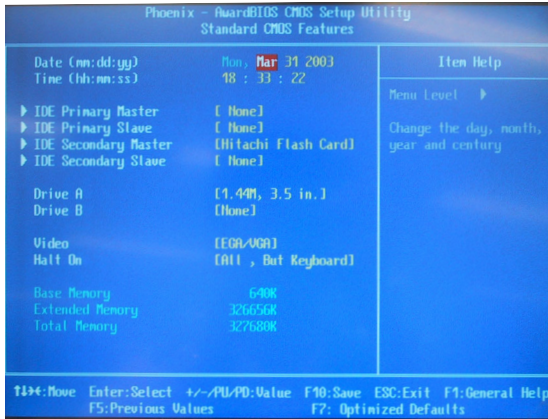 Phoenix - AwardBIOS CMOS Setup Utility
Standard CMOS Features
Date (mm:dd:yy) Mon, Mar 31 2003
Time (hh:mm:ss) 18 : 33 : 22
IDE Primary Master [ None]
IDE Primary Slave [ None]
IDE Secondary Master [Hitachi Flash Card]
IDE Secondary Slave [ None]
Drive A [1.44M, 3.5 in.]
Drive B [None]
Video [EGA/VGA]
Halt On [All , But Keyboard]
Base Memory 640K
Extended Memory 326656K
Total Memory 327680K
Item Help
Menu Level ▶
Change the day, month,
year and century
↑↓→←:Move Enter:Select +/-/PU/PD:Value F10:Save ESC:Exit F1:General Help
F5:Previous Values F7: Optimized Defaults